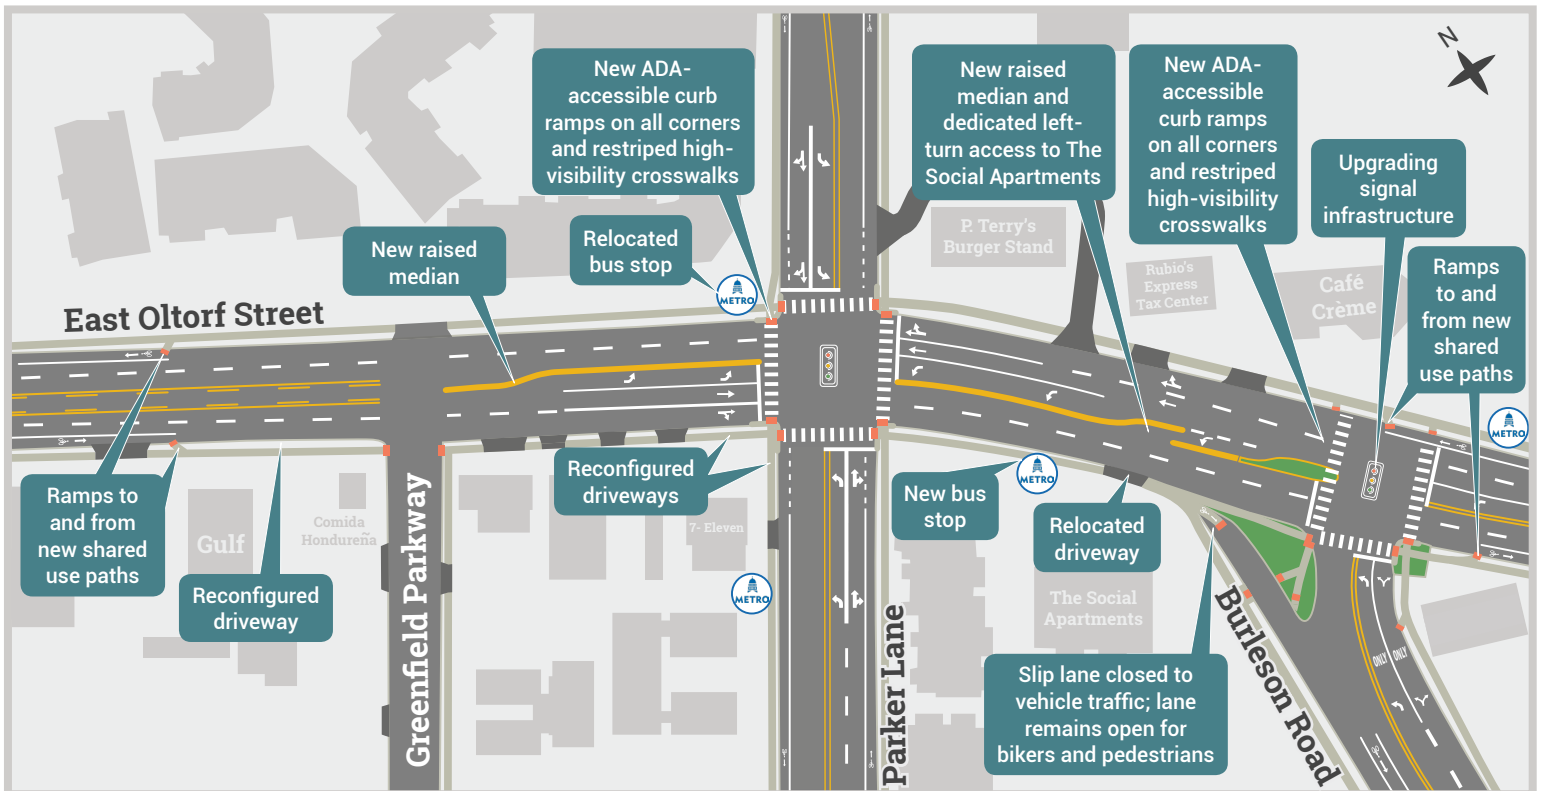 N
New ADA-
accessible curb
ramps on all corners
and restriped high-
visibility crosswalks
New raised
median and
dedicated left-
turn access to The
Social Apartments
New ADA-
accessible
curb ramps
on all corners
and restriped
high-visibility
crosswalks
Upgrading
signal
infrastructure
Ramps
to and
from new
shared
use paths
New raised
median
Relocated
bus stop
METRO
P. Terry's
Burger Stand
Rubio's
Express
Tax Center
Café
Crème
East Oltorf Street
METRO
Ramps to
and from
new shared
use paths
Gulf
Comida
Hondureña
Reconfigured
driveway
Greenfield Parkway
Reconfigured
driveways
7- Eleven
METRO
Parker Lane
New bus
stop
METRO
Relocated
driveway
The Social
Apartments
Slip lane closed to
vehicle traffic; lane
remains open for
bikers and pedestrians
Burleson Road
ONLY
ONLY